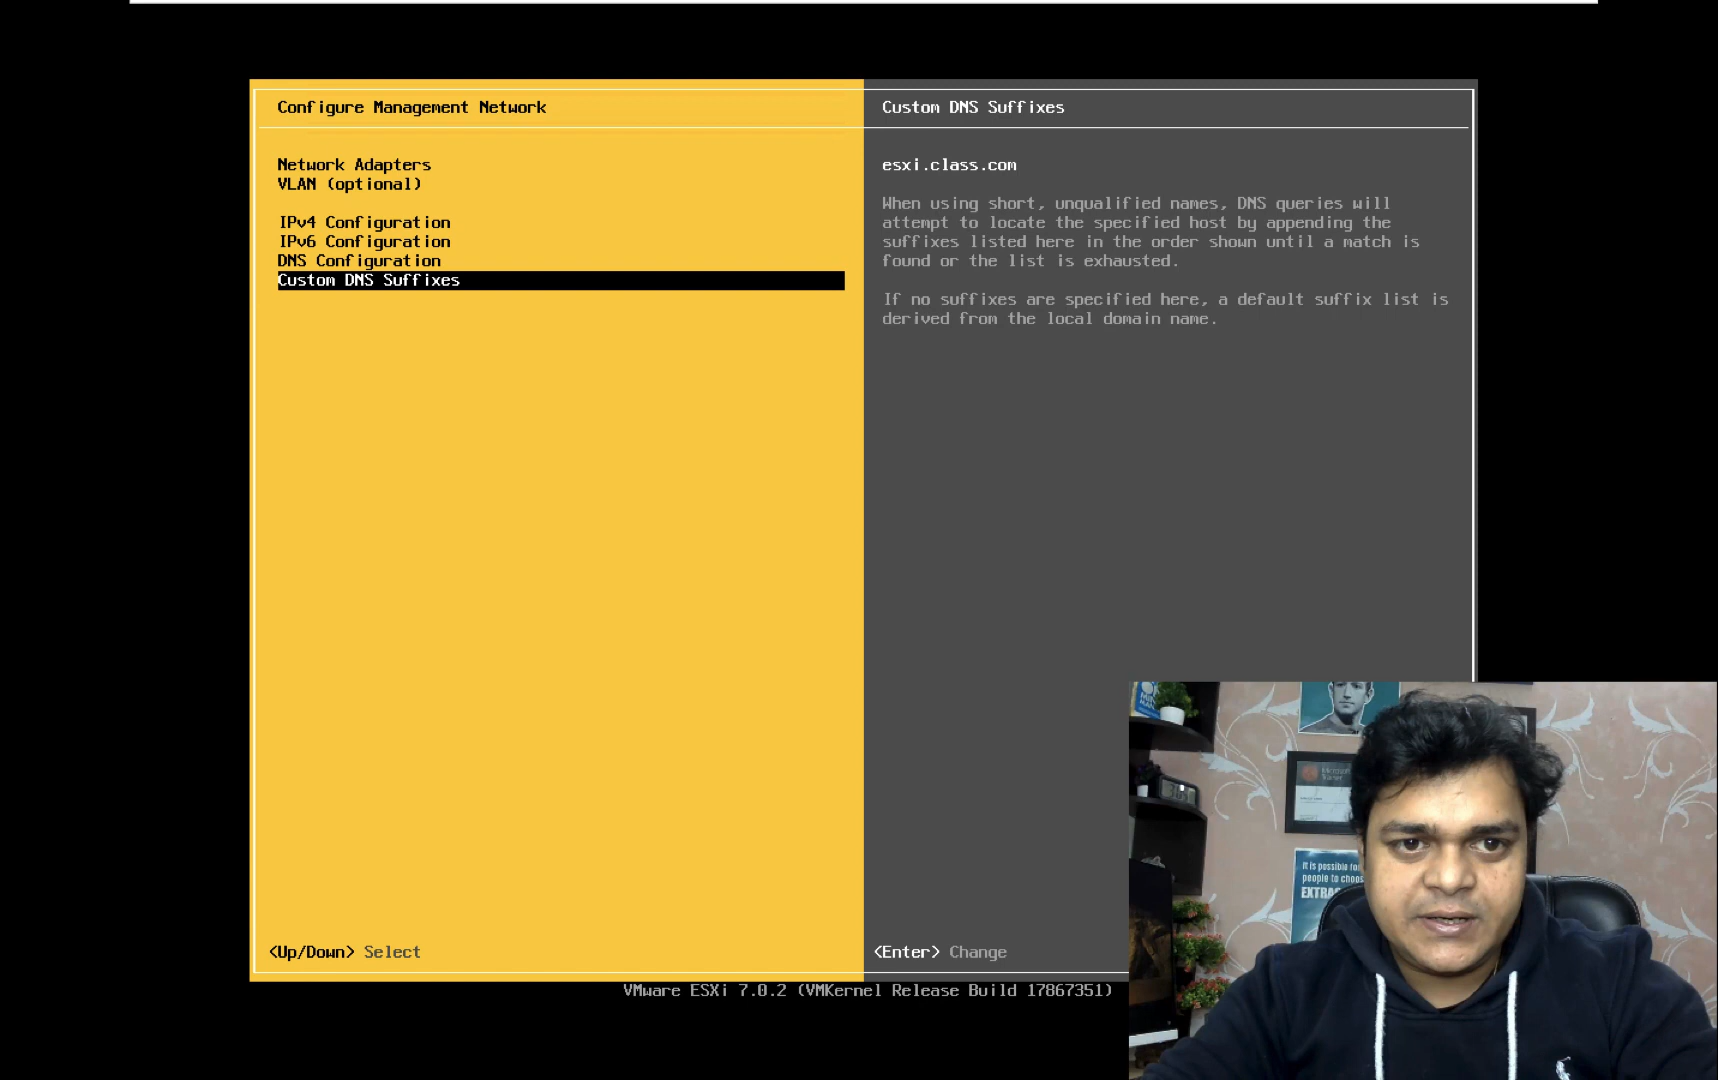 Configure Management Network
Custom DNS Suffixes
Network Adapters
VLAN (optional)
IPv4 Configuration
IPv6 Configuration
DNS Configuration
Custom DNS Suffixes
esxi.class.com
When using short, unqualified names, DNS queries will
attempt to locate the specified host by appending the
suffixes listed here in the order shown until a match is
found or the list is exhausted.
If no suffixes are specified here, a default suffix list is
derived from the local domain name.
<Up/Down> Select
<Enter> Change
VMware ESXi 7.0.2 (VMKernel Release Build 17867351)
It is possible for
people to choos
EXTRA